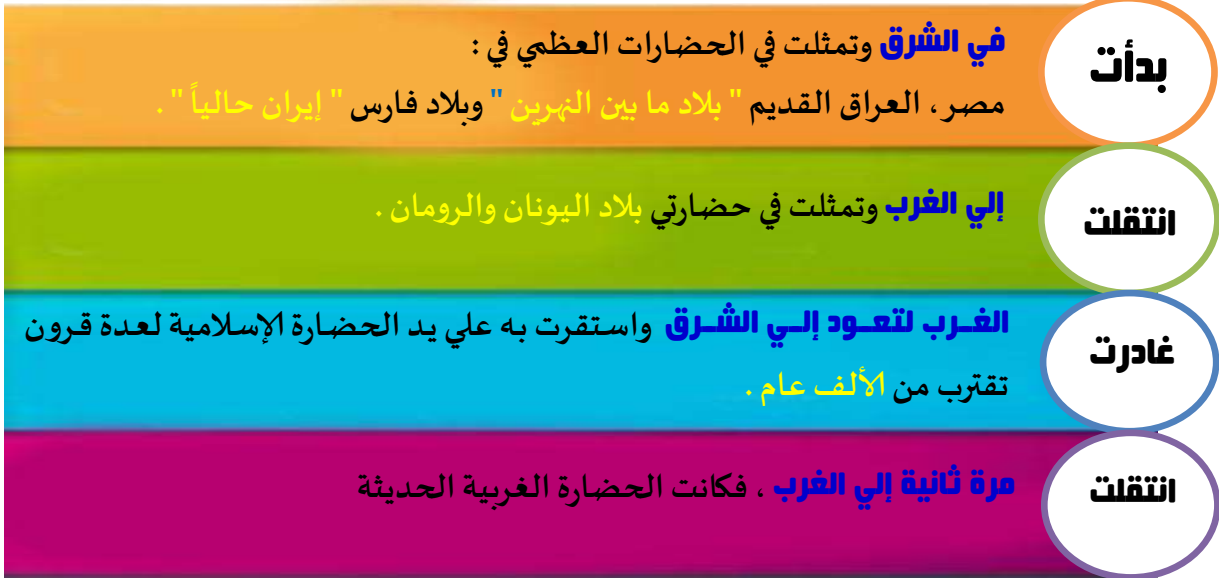 بدأت
في الشرق وتمثلت في الحضارات العظمي في :
مصر ، العراق القديم " بلاد ما بين النهرين " وبلاد فارس " إيران حالياً " .
انتقلت
إلي الغرب وتمثلت في حضارتي بلاد اليونان والرومان .
غادرت
الغـرب لتعـود إلـي الشـرق واستقرت به علي يد الحضارة الإسلامية لعدة قرون
تقترب من الألف عام .
انتقلت
مرة ثانية إلي الغرب ، فكانت الحضارة الغربية الحديثة